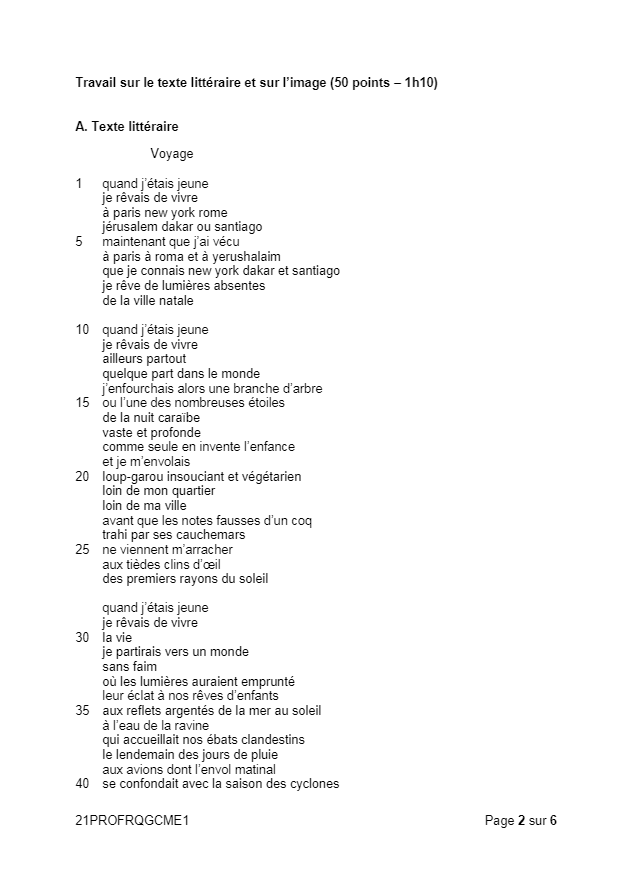 Travail sur le texte littéraire et sur l’image (50 points – 1h10)
A. Texte littéraire
Voyage
1 quand j’étais jeune
je rêvais de vivre
à paris new york rome
jérusalem dakar ou santiago
5 maintenant que j’ai vécu
à paris à roma et à yerushalaim
que je connais new york dakar et santiago
je rêve de lumières absentes
de la ville natale
10 quand j’étais jeune
je rêvais de vivre
ailleurs partout
quelque part dans le monde
j’enfourchais alors une branche d’arbre
15 ou l’une des nombreuses étoiles
de la nuit caraïbe
vaste et profonde
comme seule en invente l’enfance
et je m’envolais
20 loup-garou insouciant et végétarien
loin de mon quartier
loin de ma ville
avant que les notes fausses d’un coq
trahi par ses cauchemars
25 ne viennent m’arracher
aux tièdes clins d’œil
des premiers rayons du soleil
quand j’étais jeune
je rêvais de vivre
30 la vie
je partirais vers un monde
sans faim
où les lumières auraient emprunté
leur éclat à nos rêves d’enfants
35 aux reflets argentés de la mer au soleil
à l’eau de la ravine
qui accueillait nos ébats clandestins
le lendemain des jours de pluie
aux avions dont l’envol matinal
40 se confondait avec la saison des cyclones
21PROFRQGCME1 Page 2 sur 6